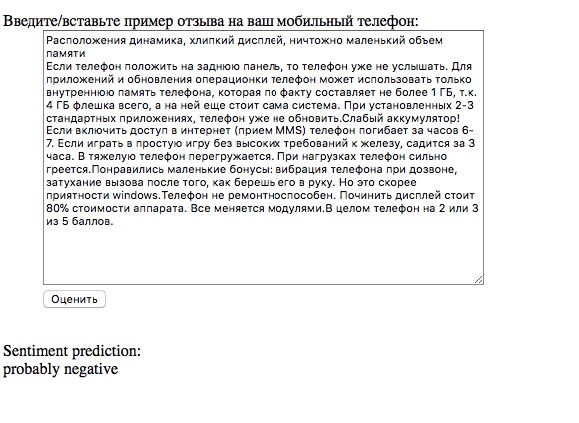 Введите/вставьте пример отзыва на ваш мобильный телефон:
Расположения динамика, хлипкий дисплей, ничтожно маленький объем
памяти
Если телефон положить на заднюю панель, то телефон уже не услышать. Для
приложений и обновления операционки телефон может использовать только
внутреннюю память телефона, которая по факту составляет не более 1 ГБ, т.к.
4 ГБ флешка всего, а на ней еще стоит сама система. При установленных 2-3
стандартных приложениях, телефон уже не обновить.Слабый аккумулятор!
Если включить доступ в интернет (прием MMS) телефон погибает за часов 6-
7. Если играть в простую игру без высоких требований к железу, садится за 3
часа. В тяжелую телефон перегружается. При нагрузках телефон сильно
греется.Понравились маленькие бонусы: вибрация телефона при дозвоне,
затухание вызова после того, как берешь его в руку. Но это скорее
приятности windows.Телефон не ремонтноспособен. Починить дисплей стоит
80% стоимости аппарата. Все меняется модулями.В целом телефон на 2 или 3
из 5 баллов.
Оценить
Sentiment prediction:
probably negative